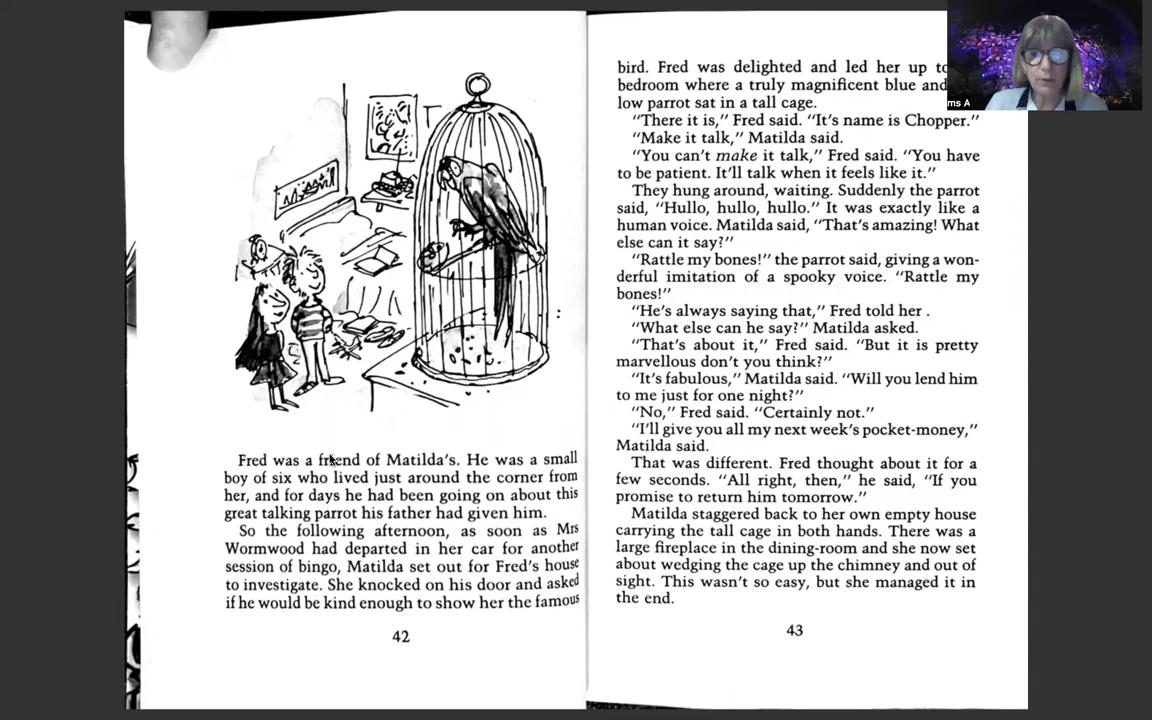 Fred was a friend of Matilda's. He was a small
boy of six who lived just around the corner from
her, and for days he had been going on about this
great talking parrot his father had given him.
So the following afternoon, as soon as Mrs
Wormwood had departed in her car for another
session of bingo, Matilda set out for Fred's house
to investigate. She knocked on his door and asked
if he would be kind enough to show her the famous
42
bird. Fred was delighted and led her up to
bedroom where a truly magnificent blue and
low parrot sat in a tall cage.
"There it is," Fred said. "It's name is Chopper."
"Make it talk," Matilda said.
"You can't make it talk," Fred said. "You have
to be patient. It'll talk when it feels like it."
They hung around, waiting. Suddenly the parrot
said, "Hullo, hullo, hullo." It was exactly like a
human voice. Matilda said, "That's amazing! What
else can it say?"
"Rattle my bones!" the parrot said, giving a won-
derful imitation of a spooky voice. "Rattle my
bones!"
"He's always saying that," Fred told her .
"What else can he say?" Matilda asked.
"That's about it," Fred said. "But it is pretty
marvellous don't you think?"
"It's fabulous," Matilda said. "Will you lend him
to me just for one night?"
"No," Fred said. "Certainly not."
"I'll give you all my next week's pocket-money,"
Matilda said.
That was different. Fred thought about it for a
few seconds. "All right, then," he said, "If you
promise to return him tomorrow."
Matilda staggered back to her own empty house
carrying the tall cage in both hands. There was a
large fireplace in the dining-room and she now set
about wedging the cage up the chimney and out of
sight. This wasn't so easy, but she managed it in
the end.
43
ms A